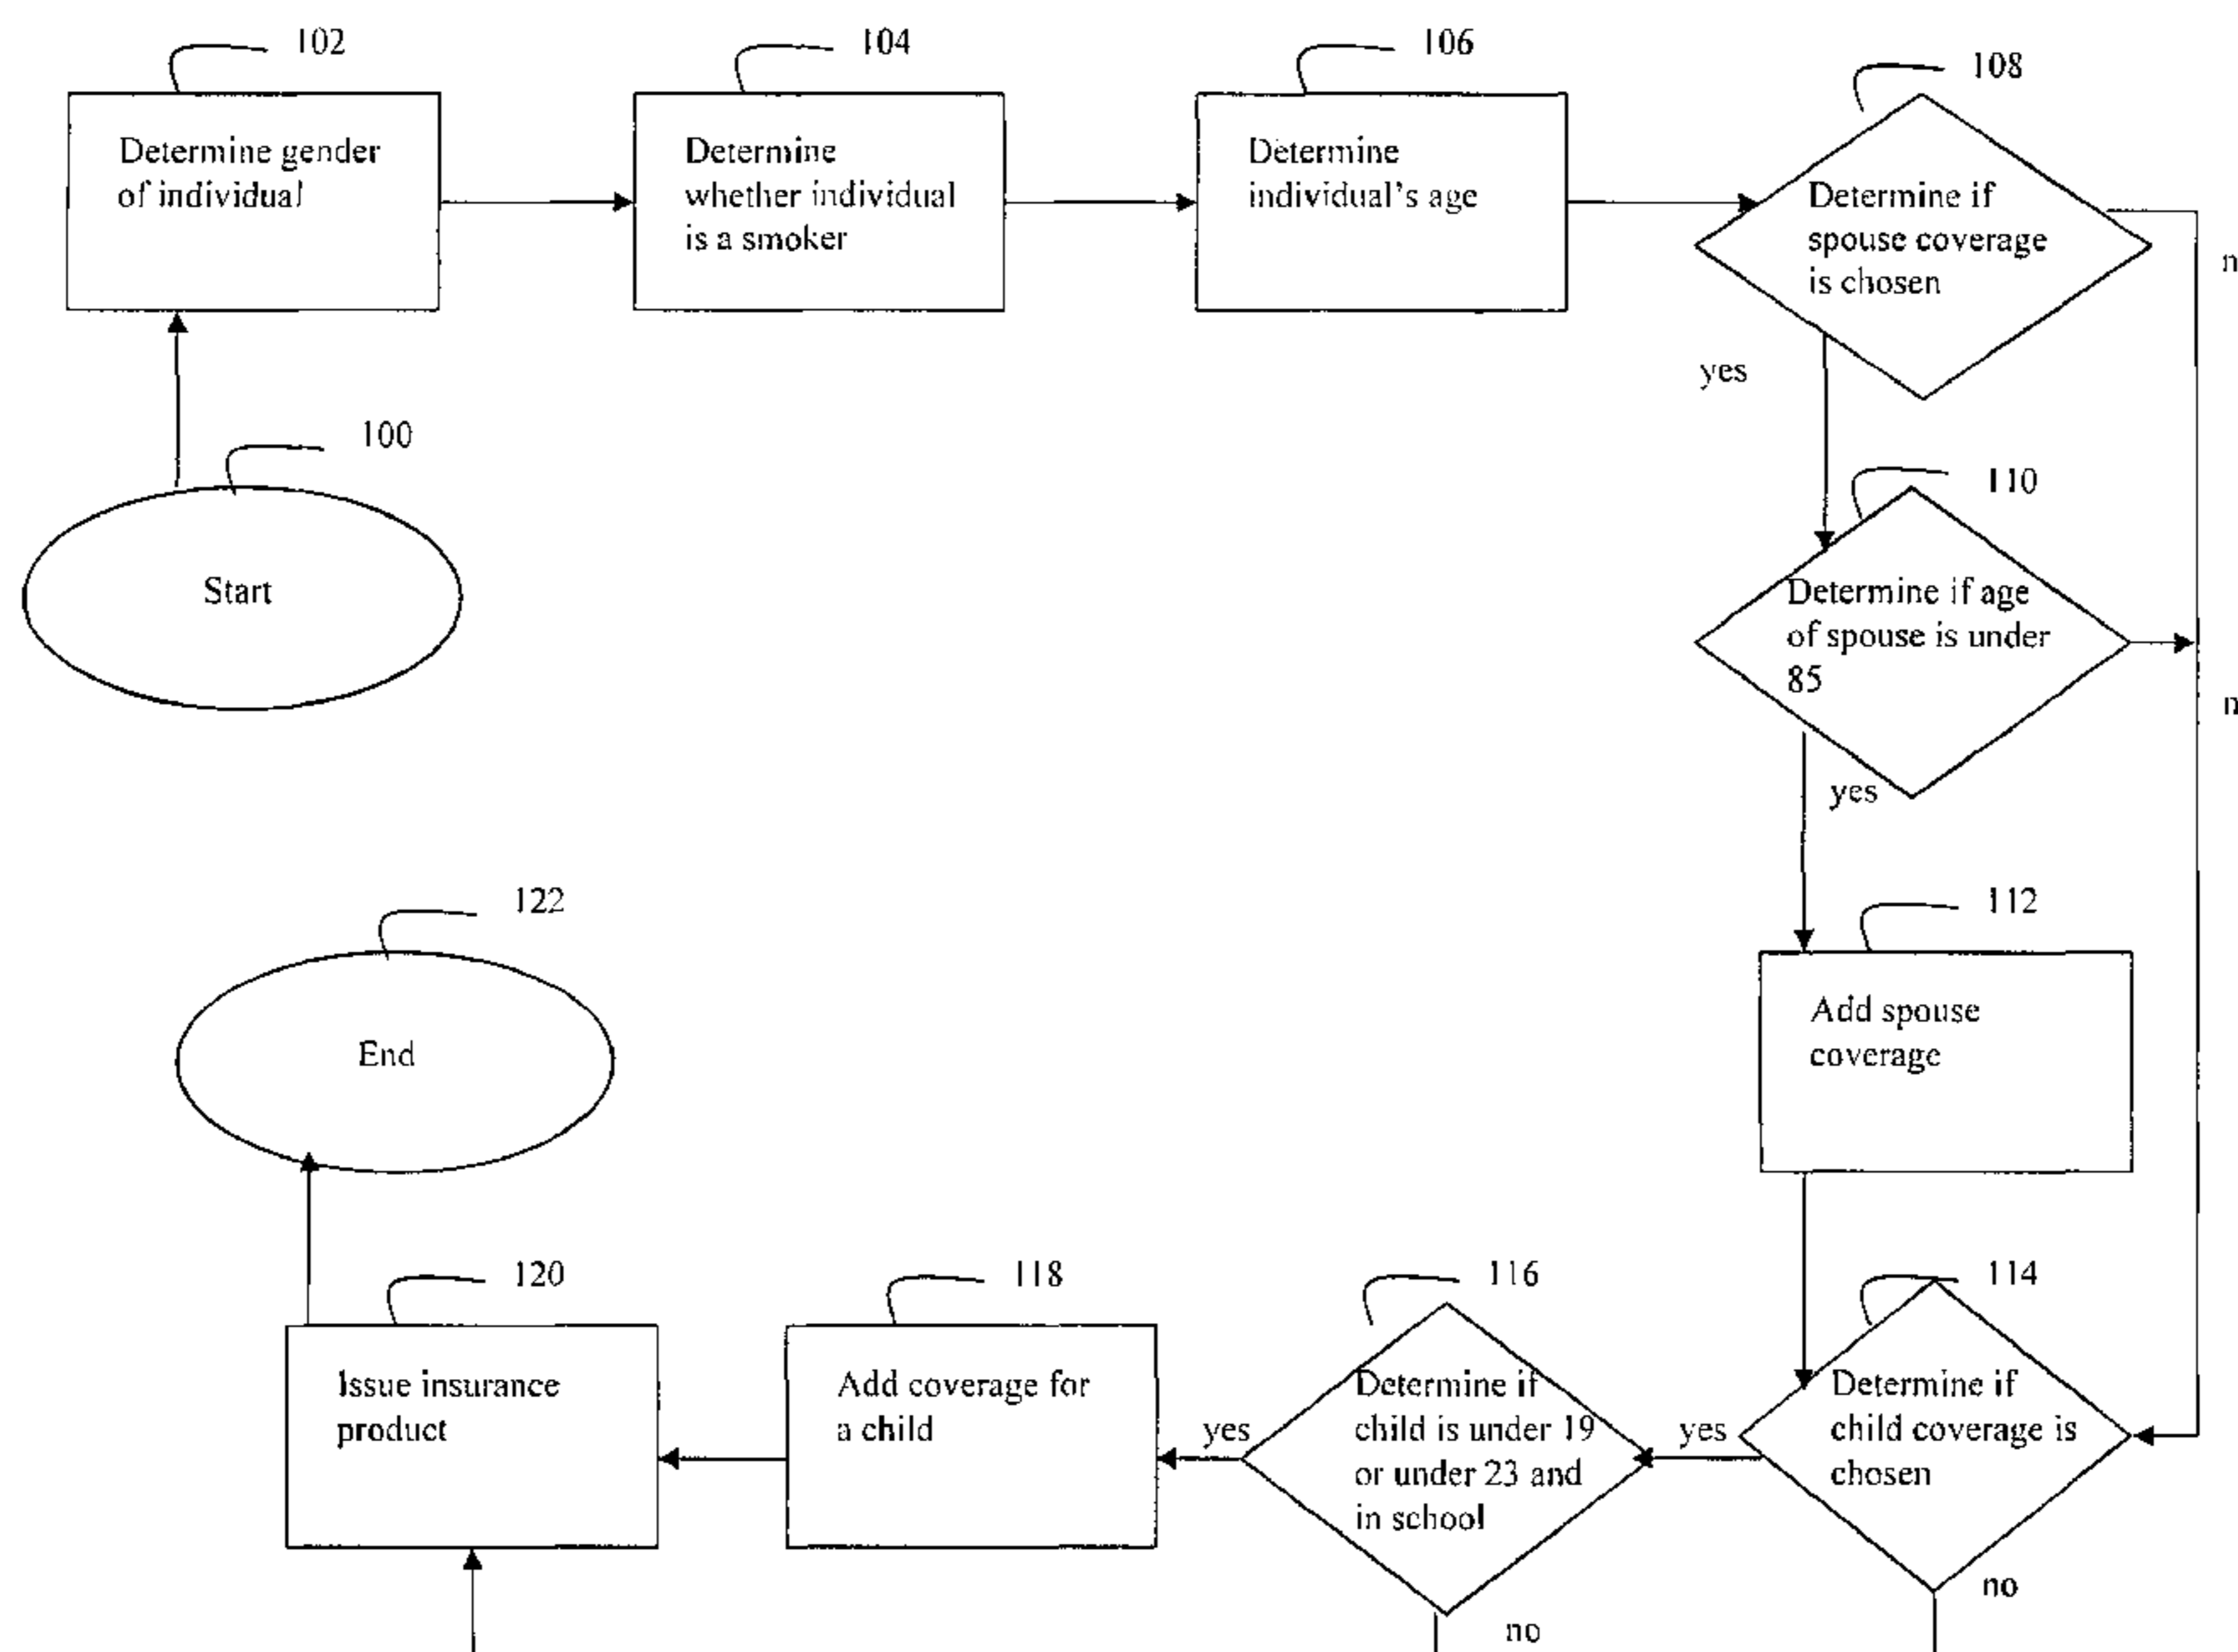 102
Determine gender
of individual
104
Determine
whether individual
is a smoker
106
Determine
individual's age
108
Determine if
spouse coverage
is chosen
n
yes
100
Start
110
Determine if age
of spouse is under
85
n
yes
122
End
112
Add spouse
coverage
120
Issue insurance
product
118
Add coverage for
a child
yes
116
Determine if
child is under 19
or under 23 and
in school
yes
114
Determine if
child coverage is
chosen
no
no